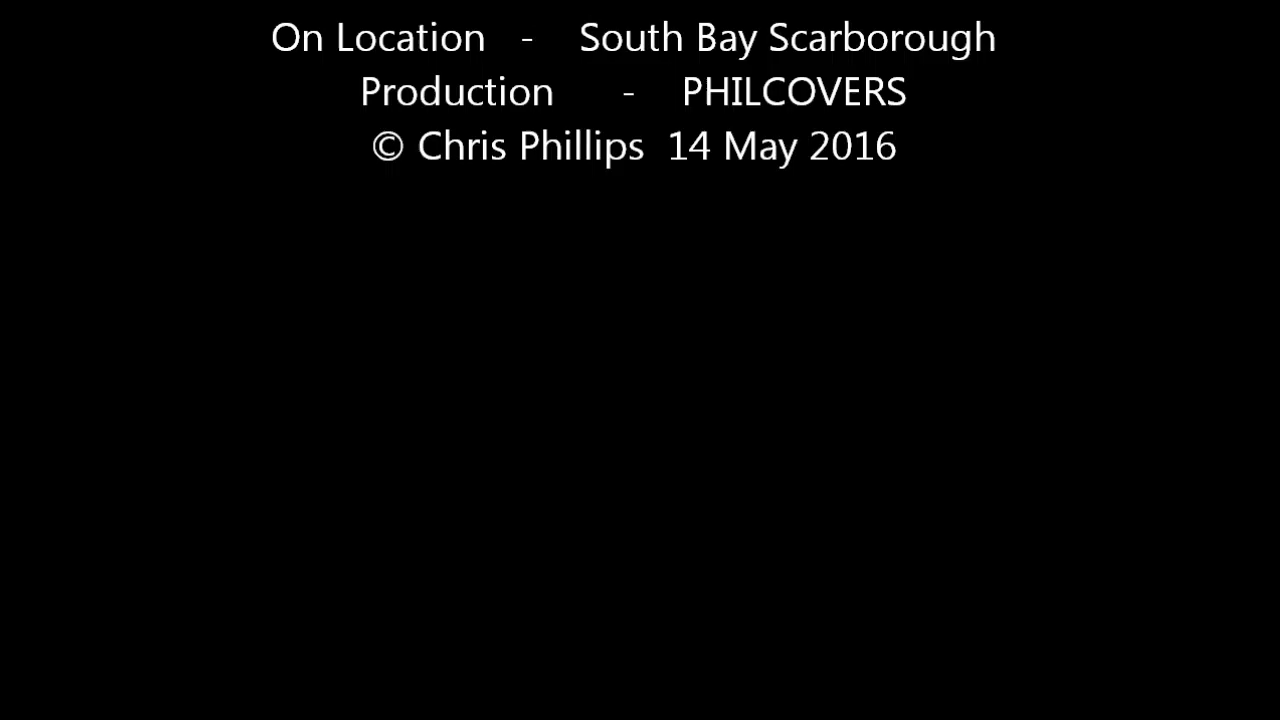 On Location - South Bay Scarborough
Production - PHILCOVERS
© Chris Phillips 14 May 2016